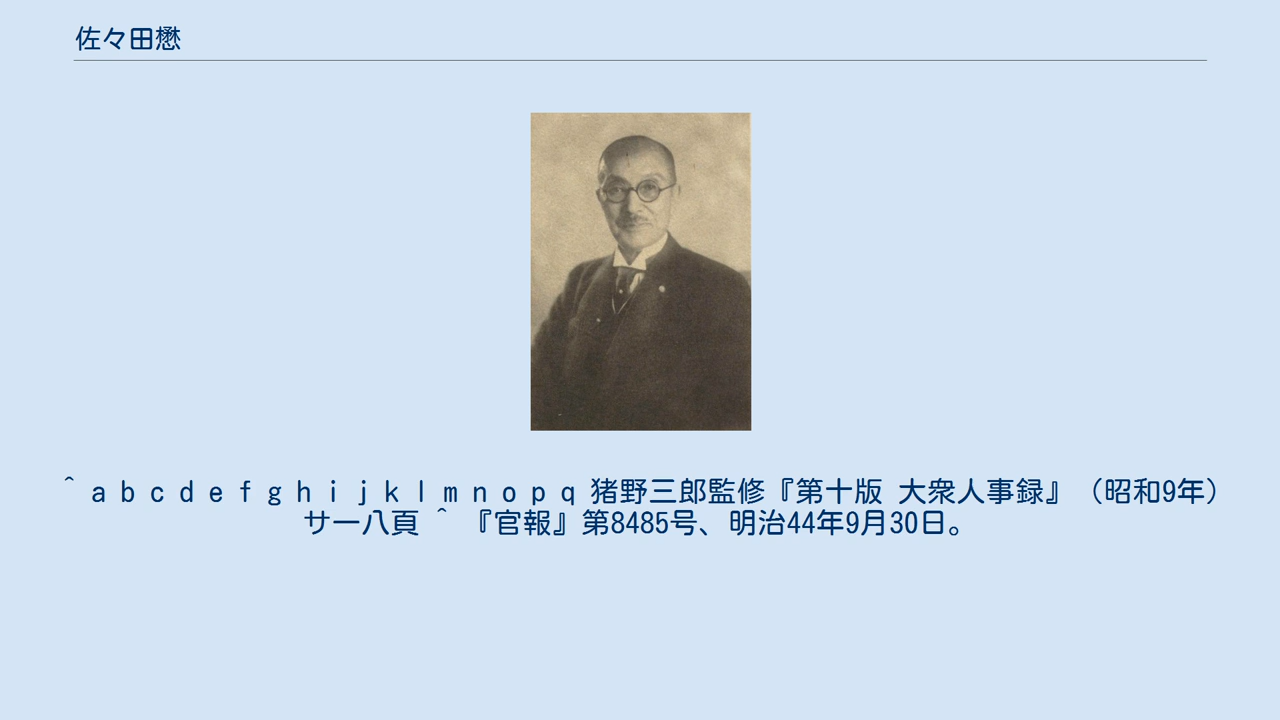 佐々田懋
^ a b c d e f g h i j k l m n o p q 猪野三郎監修『第十版 大衆人事録』（昭和9年）
サ一八頁 ^ 『官報』第8485号、明治44年9月30日。